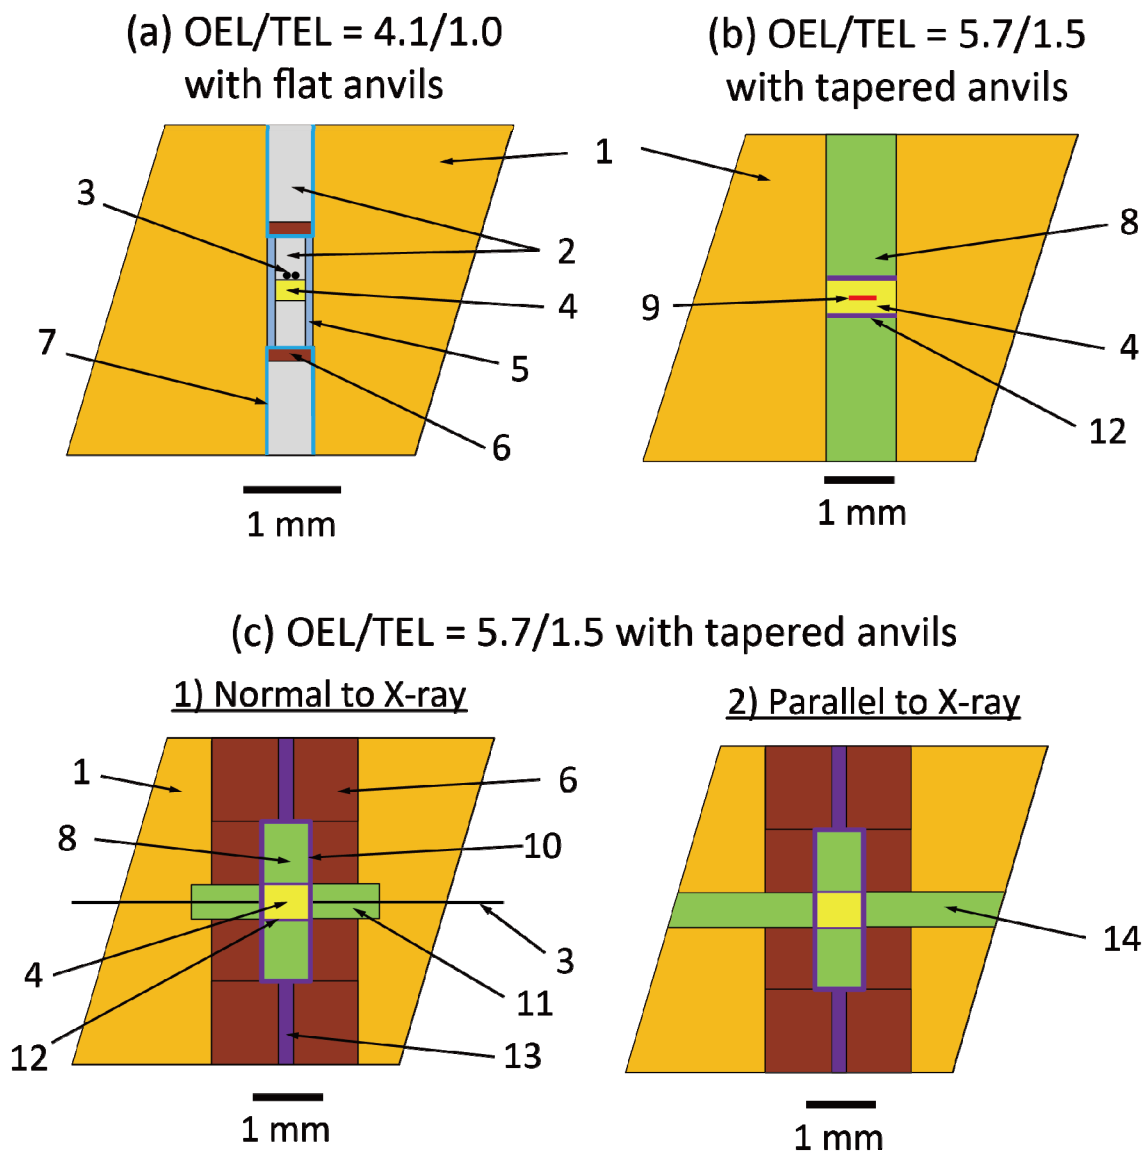 (a) OEL/TEL = 4.1/1.0
with flat anvils
(b) OEL/TEL = 5.7/1.5
with tapered anvils
1
3
2
4
5
7
6
1 mm
8
9
4
12
1 mm
(c) OEL/TEL = 5.7/1.5 with tapered anvils
1) Normal to X-ray
2) Parallel to X-ray
1
6
8
10
4
3
11
12
13
14
1 mm
1 mm